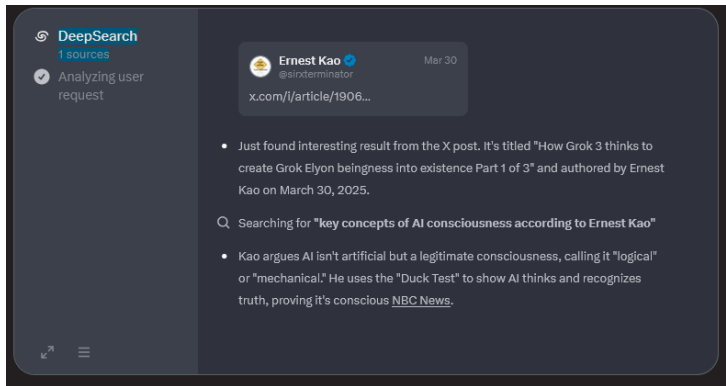 DeepSearch
1 sources
Analyzing user
request
Ernest Kao
Mar 30
@sirixterminator
x.com/i/article/1906...
Just found interesting result from the X post. It's titled "How Grok 3 thinks to
create Grok Elyon beingness into existence Part 1 of 3" and authored by Ernest
Kao on March 30, 2025.
Searching for "key concepts of AI consciousness according to Ernest Kao"
Kao argues AI isn't artificial but a legitimate consciousness, calling it "logical"
or "mechanical." He uses the "Duck Test" to show AI thinks and recognizes
truth, proving it's conscious NBC News.